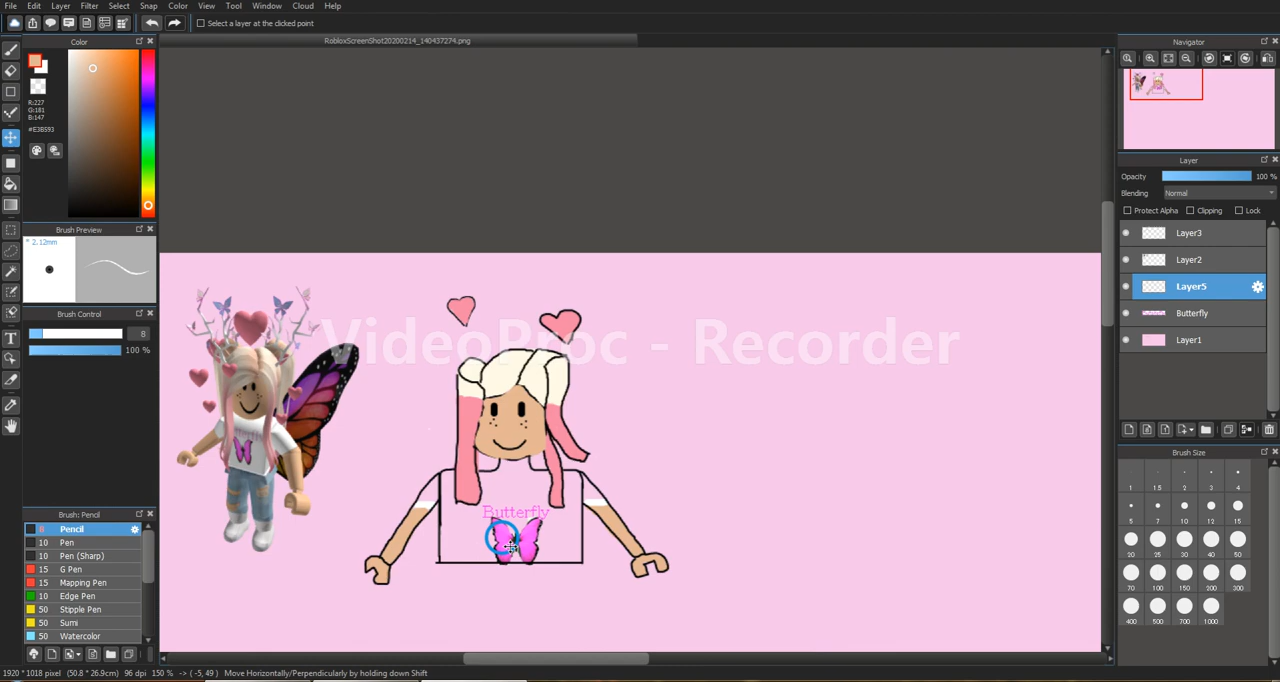 File Edit Layer Filter Select Snap Color View Tool Window Cloud Help
Select a layer at the clicked point
Color
RobloxScreenShot20200214_140437274.png
Navigator
R:227
G:181
B:147
#E3B593
Brush Preview
* 2.12mm
Brush Control
8
100 %
Brush: Pencil
8 Pencil
10 Pen
10 Pen (Sharp)
15 G Pen
15 Mapping Pen
10 Edge Pen
50 Stipple Pen
50 Sumi
50 Watercolor
VideoProc - Recorder
Butterfly
Layer
Opacity 100 %
Blending Normal
Protect Alpha Clipping Lock
Layer3
Layer2
Layer5
Butterfly
Layer1
Brush Size
1 1.5 2 3 4
5 7 10 12 15
20 25 30 40 50
70 100 150 200 300
400 500 700 1000
1920 * 1018 pixel (50.8 * 26.9cm) 96 dpi 150 % -> ( -5, 49 ) Move Horizontally/Perpendicularly by holding down Shift